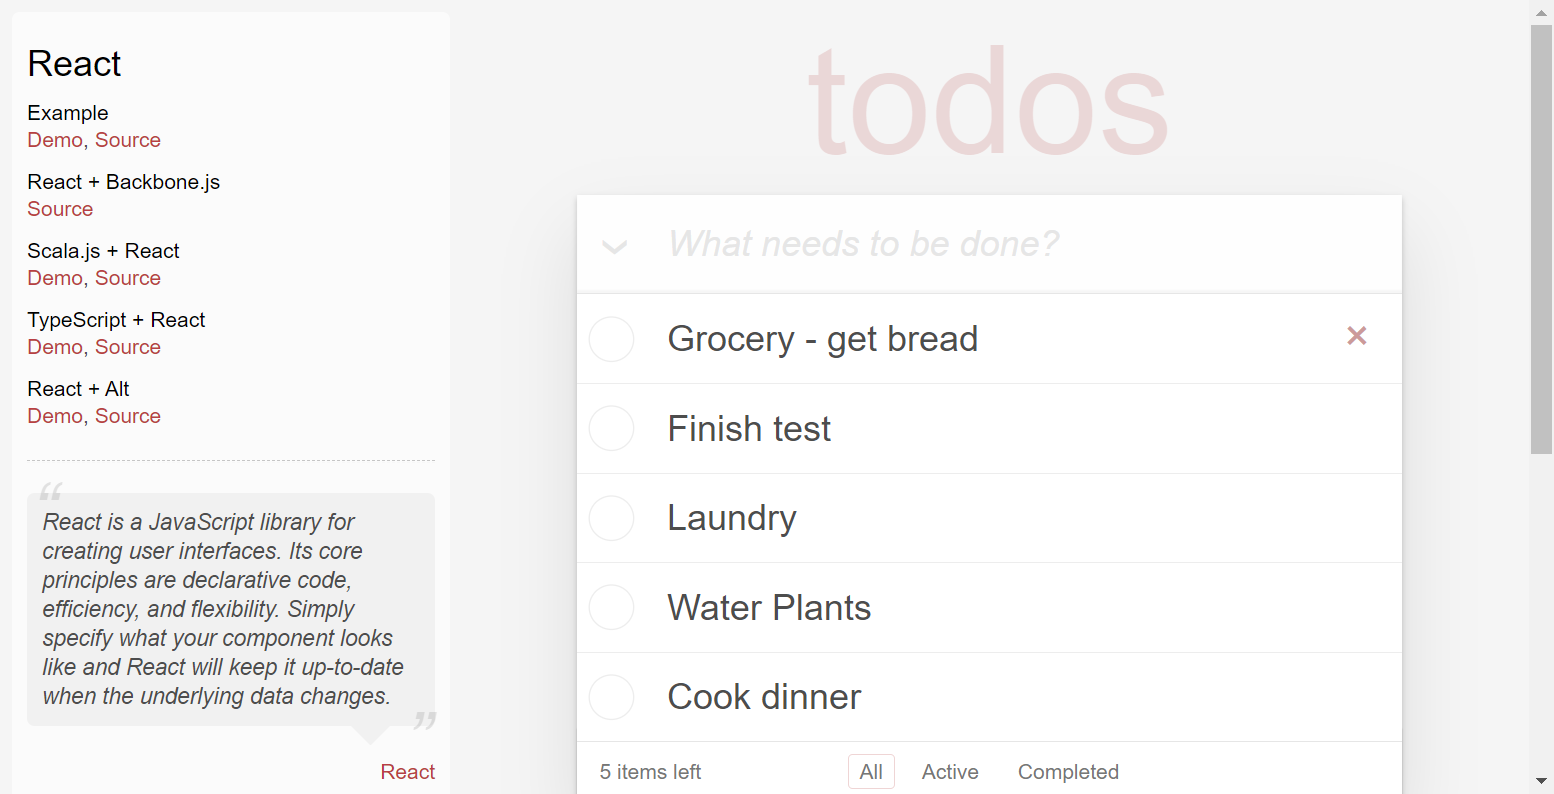 React
Example
Demo, Source
React + Backbone.js
Source
Scala.js + React
Demo, Source
TypeScript + React
Demo, Source
React + Alt
Demo, Source
“
React is a JavaScript library for
creating user interfaces. Its core
principles are declarative code,
efficiency, and flexibility. Simply
specify what your component looks
like and React will keep it up-to-date
when the underlying data changes.
”
React
todos
What needs to be done?
Grocery - get bread
Finish test
Laundry
Water Plants
Cook dinner
5 items left All Active Completed